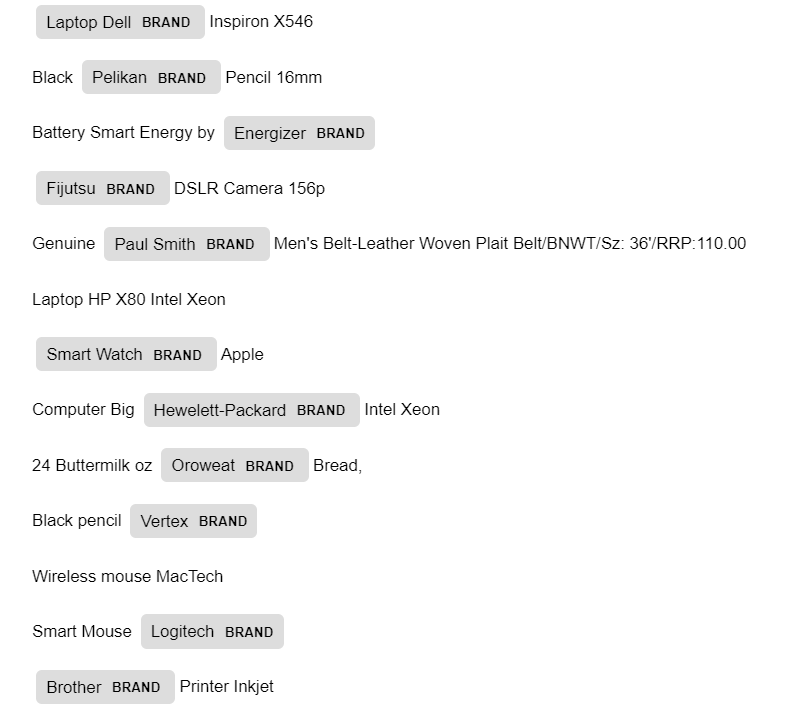 Laptop Dell BRAND Inspiron X546
Black Pelikan BRAND Pencil 16mm
Battery Smart Energy by Energizer BRAND
Fijutsu BRAND DSLR Camera 156p
Genuine Paul Smith BRAND Men's Belt-Leather Woven Plait Belt/BNWT/Sz: 36'/RRP:110.00
Laptop HP X80 Intel Xeon
Smart Watch BRAND Apple
Computer Big Hewelett-Packard BRAND Intel Xeon
24 Buttermilk oz Oroweat BRAND Bread,
Black pencil Vertex BRAND
Wireless mouse MacTech
Smart Mouse Logitech BRAND
Brother BRAND Printer Inkjet